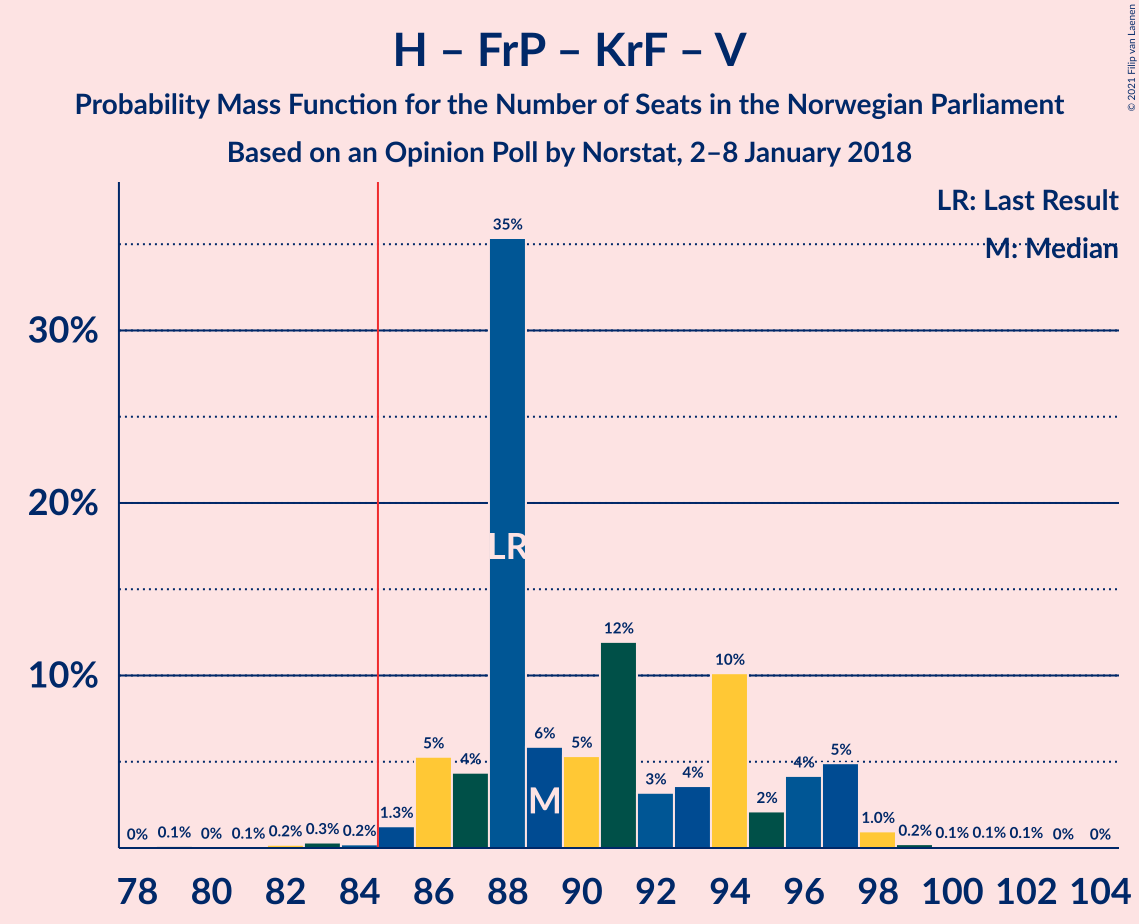 H – FrP – KrF – V
Probability Mass Function for the Number of Seats in the Norwegian Parliament
Based on an Opinion Poll by Norstat, 2–8 January 2018
© 2021 Filip van Laenen
LR: Last Result
M: Median
30%
20%
10%
0% 0.1% 0% 0.1% 0.2% 0.3% 0.2% 1.3% 5% 4% 35% 6% 5% 12% 3% 4% 10% 2% 4% 5% 1.0% 0.2% 0.1% 0.1% 0.1% 0% 0%
LR
M
78 80 82 84 86 88 90 92 94 96 98 100 102 104